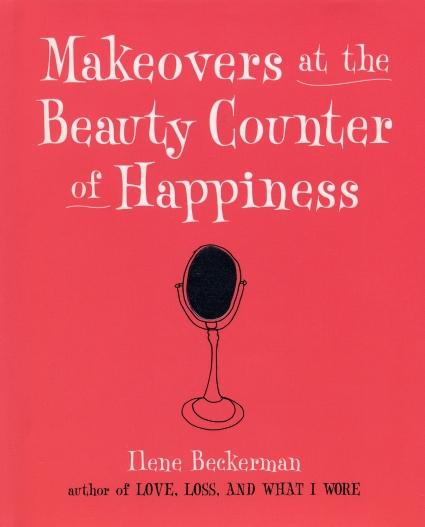 Makeovers at the
Beauty Counter
of Happiness
Ilene Beckerman
author of LOVE, LOSS, AND WHAT I WORE